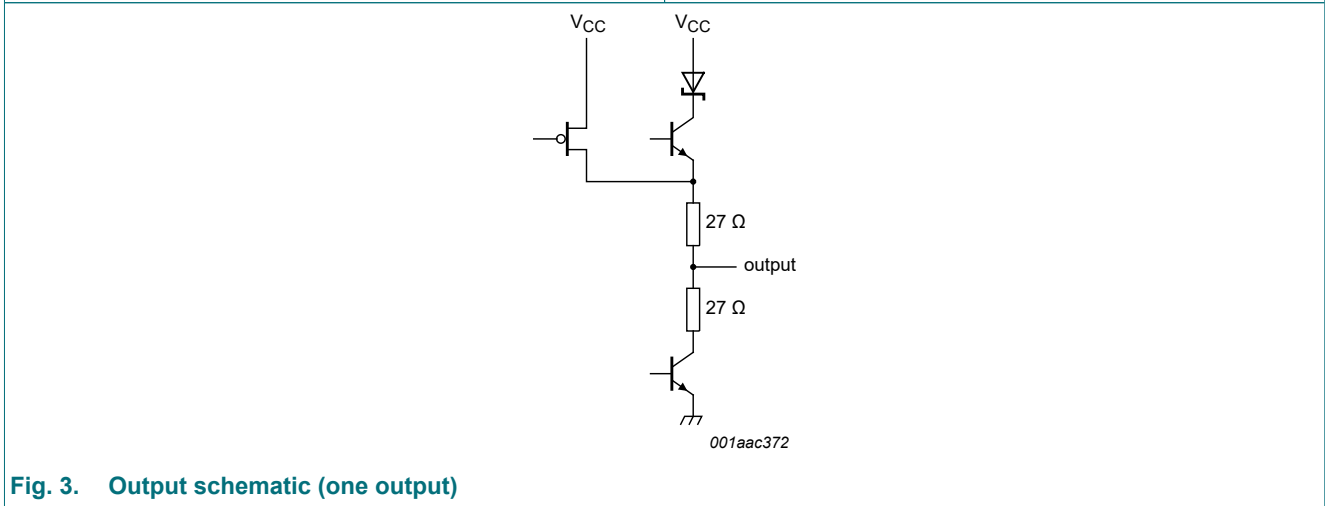 VCC VCC
27 Ω
output
27 Ω
001aac372
Fig. 3. Output schematic (one output)